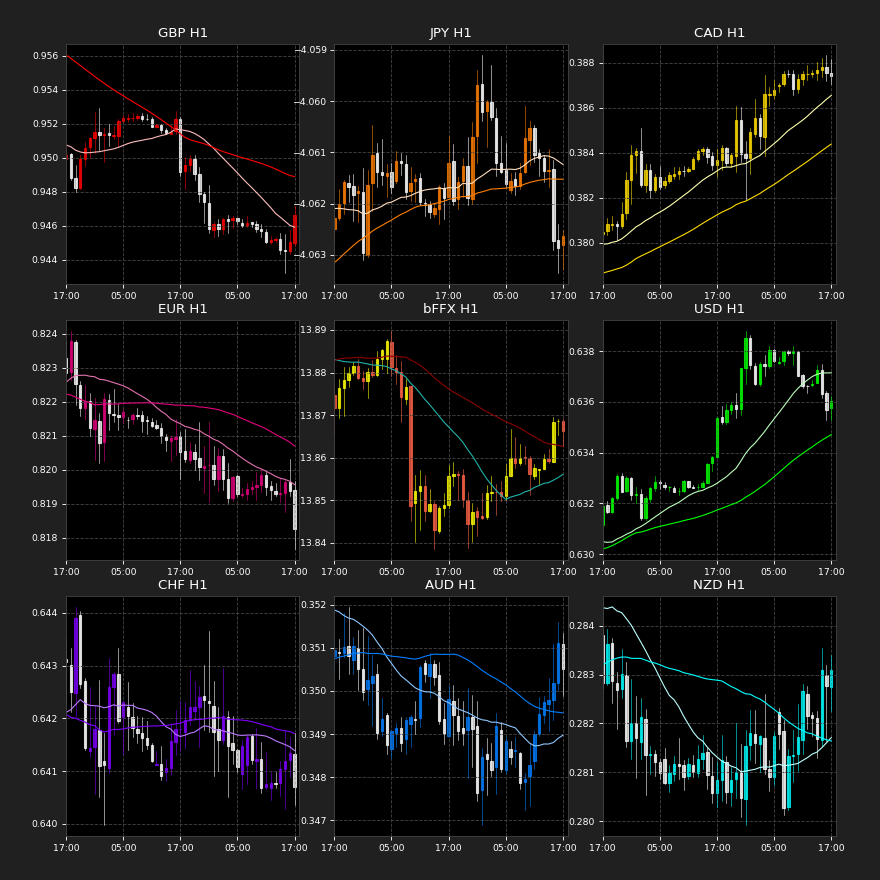 GBP H1
0.956
0.954
0.952
0.950
0.948
0.946
0.944
17:00 05:00 17:00 05:00 17:00
JPY H1
-4.059
-4.060
-4.061
-4.062
-4.063
17:00 05:00 17:00 05:00 17:00
CAD H1
0.388
0.386
0.384
0.382
0.380
17:00 05:00 17:00 05:00 17:00
EUR H1
0.824
0.823
0.822
0.821
0.820
0.819
0.818
17:00 05:00 17:00 05:00 17:00
bFFX H1
13.89
13.88
13.87
13.86
13.85
13.84
17:00 05:00 17:00 05:00 17:00
USD H1
0.638
0.636
0.634
0.632
0.630
17:00 05:00 17:00 05:00 17:00
CHF H1
0.644
0.643
0.642
0.641
0.640
17:00 05:00 17:00 05:00 17:00
AUD H1
0.352
0.351
0.350
0.349
0.348
0.347
17:00 05:00 17:00 05:00 17:00
NZD H1
0.284
0.283
0.282
0.281
0.280
17:00 05:00 17:00 05:00 17:00